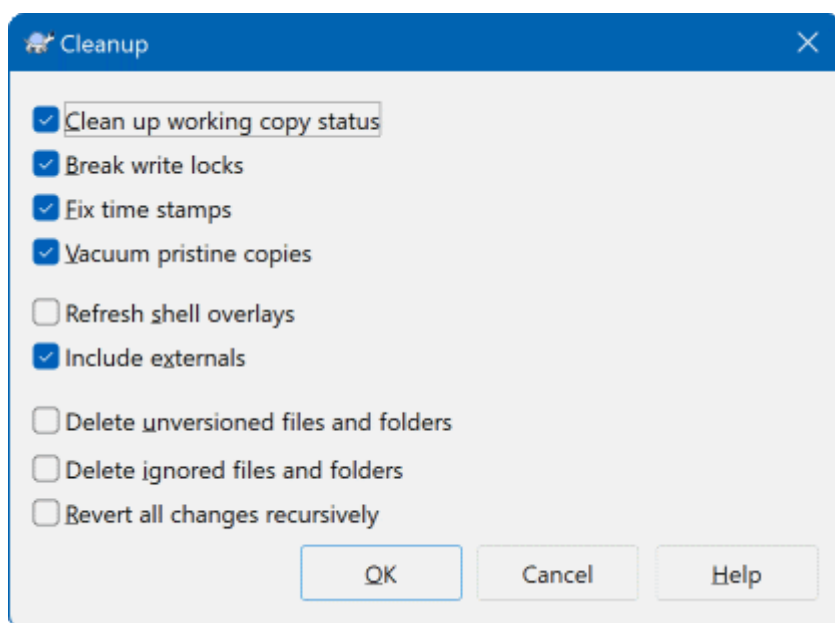 Cleanup
Clean up working copy status
Break write locks
Fix time stamps
Vacuum pristine copies
Refresh shell overlays
Include externals
Delete unversioned files and folders
Delete ignored files and folders
Revert all changes recursively
OK Cancel Help